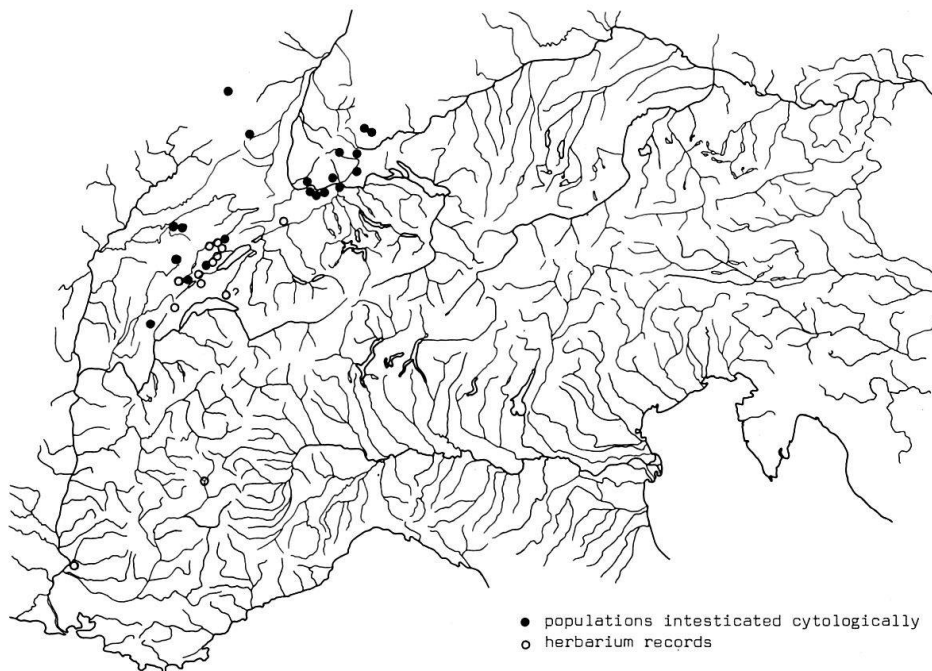 ● populations intesticated cytologically
○ herbarium records